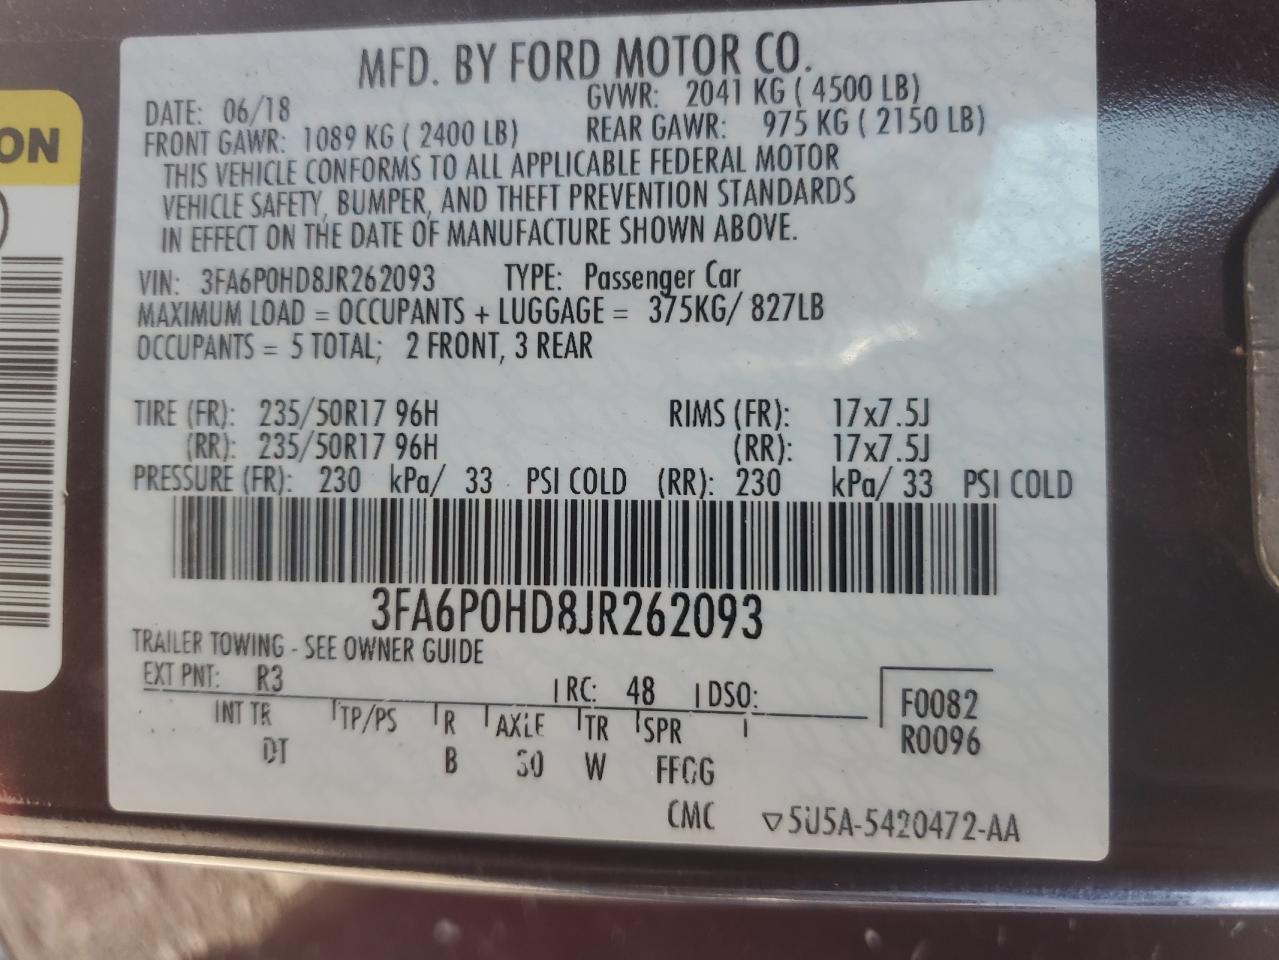 ON
MFD. BY FORD MOTOR CO.
DATE: 06/18 GVWR: 2041 KG ( 4500 LB)
FRONT GAWR: 1089 KG ( 2400 LB) REAR GAWR: 975 KG ( 2150 LB)
THIS VEHICLE CONFORMS TO ALL APPLICABLE FEDERAL MOTOR
VEHICLE SAFETY, BUMPER, AND THEFT PREVENTION STANDARDS
IN EFFECT ON THE DATE OF MANUFACTURE SHOWN ABOVE.
VIN: 3FA6P0HD8JR262093 TYPE: Passenger Car
MAXIMUM LOAD = OCCUPANTS + LUGGAGE = 375KG/ 827LB
OCCUPANTS = 5 TOTAL; 2 FRONT, 3 REAR
TIRE (FR): 235/50R17 96H RIMS (FR): 17x7.5J
(RR): 235/50R17 96H (RR): 17x7.5J
PRESSURE (FR): 230 kPa/ 33 PSI COLD (RR): 230 kPa/ 33 PSI COLD
3FA6P0HD8JR262093
TRAILER TOWING - SEE OWNER GUIDE
EXT PNT: R3 RC: 48 DSO:
INT TR TP/PS R AXLE TR SPR
F0082
R0096
DT B W
CMC 5U5A-5420472-AA